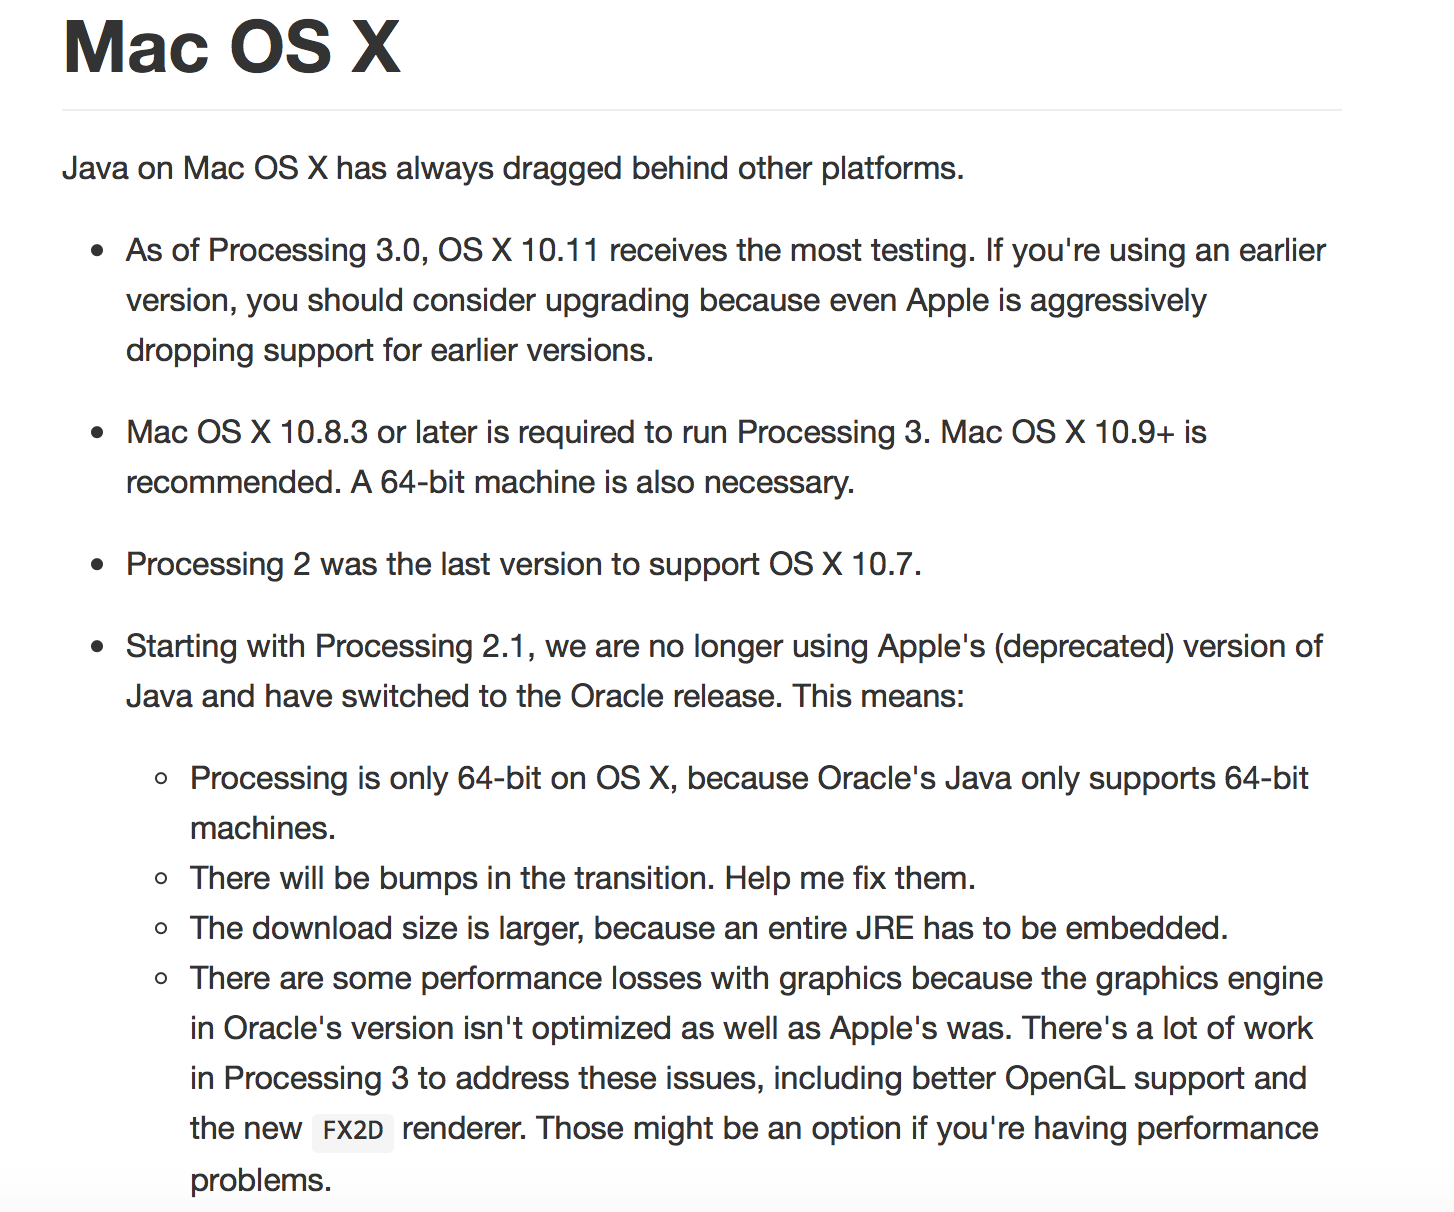 Mac OS X
Java on Mac OS X has always dragged behind other platforms.
• As of Processing 3.0, OS X 10.11 receives the most testing. If you're using an earlier
version, you should consider upgrading because even Apple is aggressively
dropping support for earlier versions.
• Mac OS X 10.8.3 or later is required to run Processing 3. Mac OS X 10.9+ is
recommended. A 64-bit machine is also necessary.
• Processing 2 was the last version to support OS X 10.7.
• Starting with Processing 2.1, we are no longer using Apple's (deprecated) version of
Java and have switched to the Oracle release. This means:
◦ Processing is only 64-bit on OS X, because Oracle's Java only supports 64-bit
machines.
◦ There will be bumps in the transition. Help me fix them.
◦ The download size is larger, because an entire JRE has to be embedded.
◦ There are some performance losses with graphics because the graphics engine
in Oracle's version isn't optimized as well as Apple's was. There's a lot of work
in Processing 3 to address these issues, including better OpenGL support and
the new FX2D renderer. Those might be an option if you're having performance
problems.